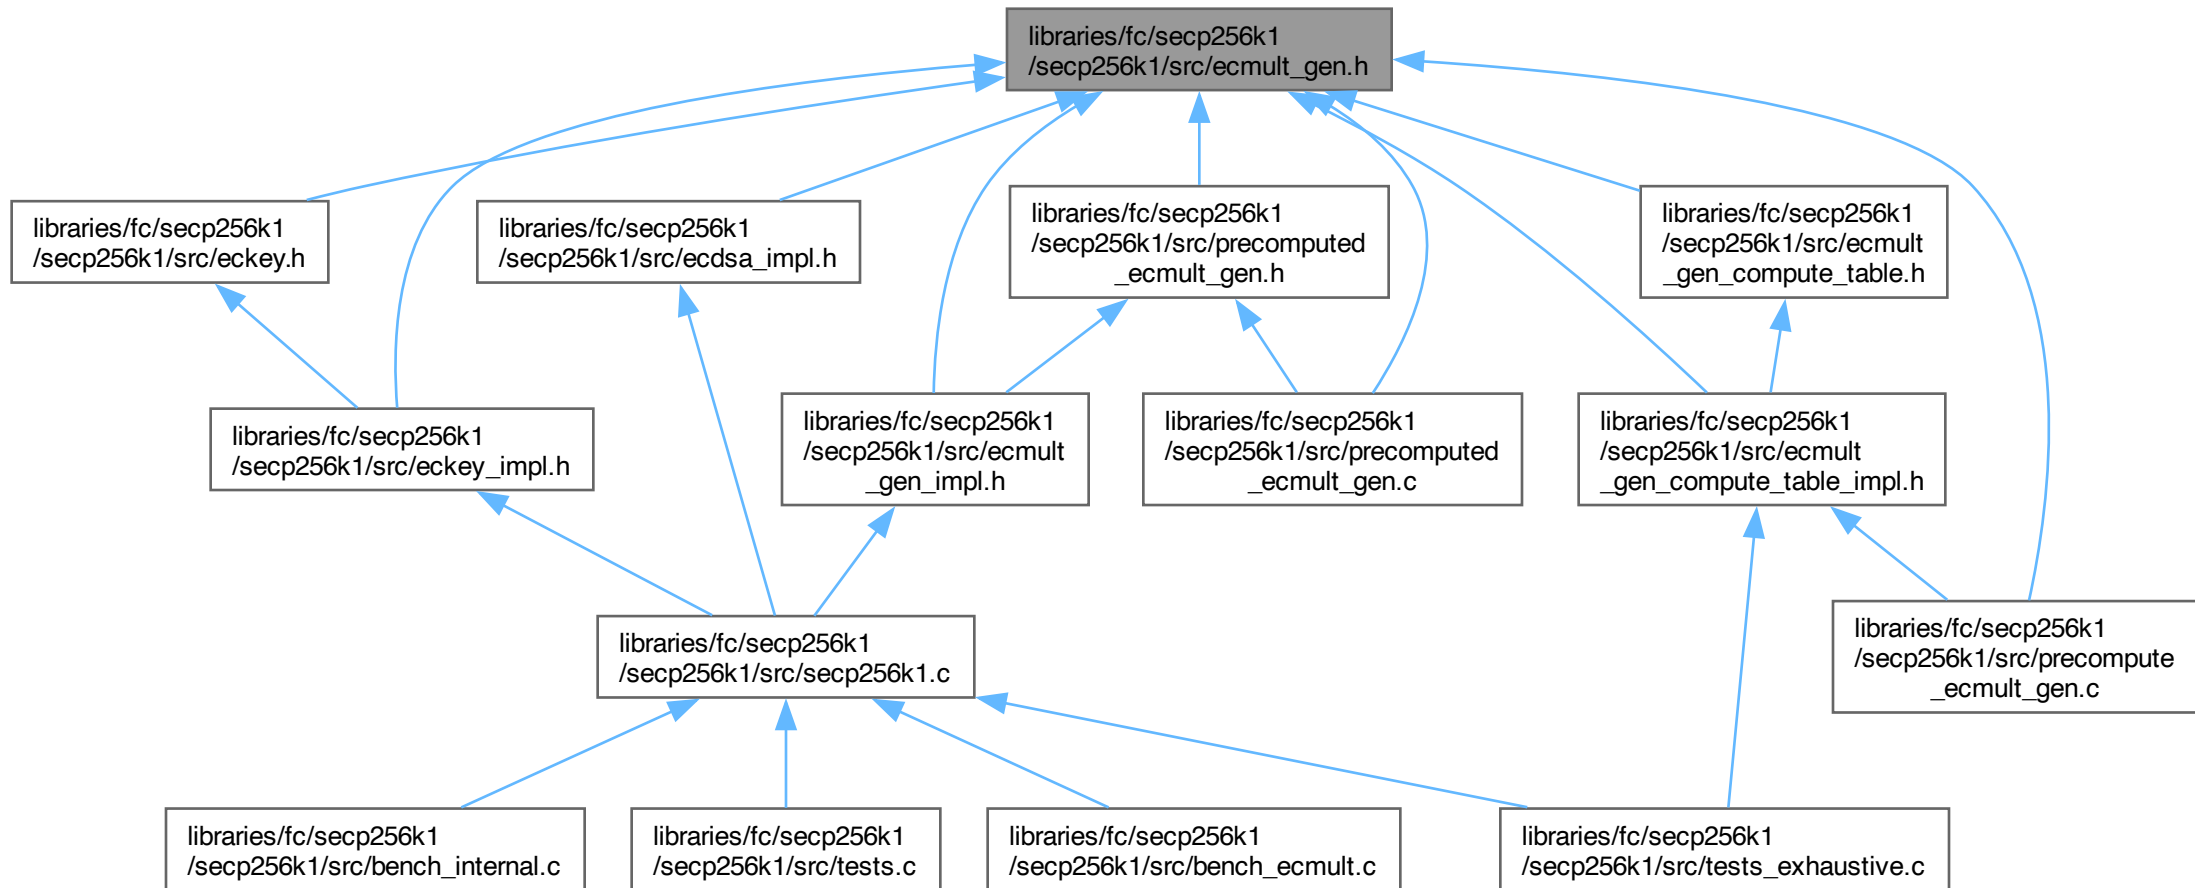 libraries/fc/secp256k1
/secp256k1/src/ecmult_gen.h
libraries/fc/secp256k1
/secp256k1/src/eckey.h
libraries/fc/secp256k1
/secp256k1/src/ecdsa_impl.h
libraries/fc/secp256k1
/secp256k1/src/precomputed
_ecmult_gen.h
libraries/fc/secp256k1
/secp256k1/src/ecmult
_gen_compute_table.h
libraries/fc/secp256k1
/secp256k1/src/eckey_impl.h
libraries/fc/secp256k1
/secp256k1/src/ecmult
_gen_impl.h
libraries/fc/secp256k1
/secp256k1/src/precomputed
_ecmult_gen.c
libraries/fc/secp256k1
/secp256k1/src/ecmult
_gen_compute_table_impl.h
libraries/fc/secp256k1
/secp256k1/src/secp256k1.c
libraries/fc/secp256k1
/secp256k1/src/precompute
_ecmult_gen.c
libraries/fc/secp256k1
/secp256k1/src/bench_internal.c
libraries/fc/secp256k1
/secp256k1/src/tests.c
libraries/fc/secp256k1
/secp256k1/src/bench_ecmult.c
libraries/fc/secp256k1
/secp256k1/src/tests_exhaustive.c